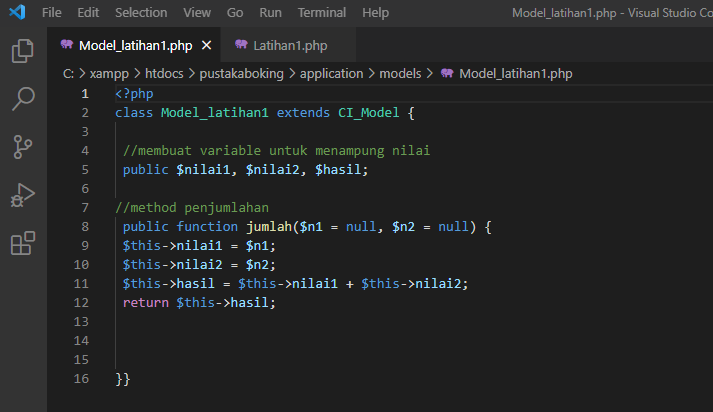 File Edit Selection View Go Run Terminal Help Model_latihan1.php - Visual Studio Co
Model_latihan1.php Latihan1.php
C: > xampp > htdocs > pustakaboking > application > models > Model_latihan1.php
1 <?php
2 class Model_latihan1 extends CI_Model {
3
4 //membuat variable untuk menampung nilai
5 public $nilai1, $nilai2, $hasil;
6
7 //method penjumlahan
8 public function jumlah($n1 = null, $n2 = null) {
9 $this->nilai1 = $n1;
10 $this->nilai2 = $n2;
11 $this->hasil = $this->nilai1 + $this->nilai2;
12 return $this->hasil;
13
14
15
16 }}